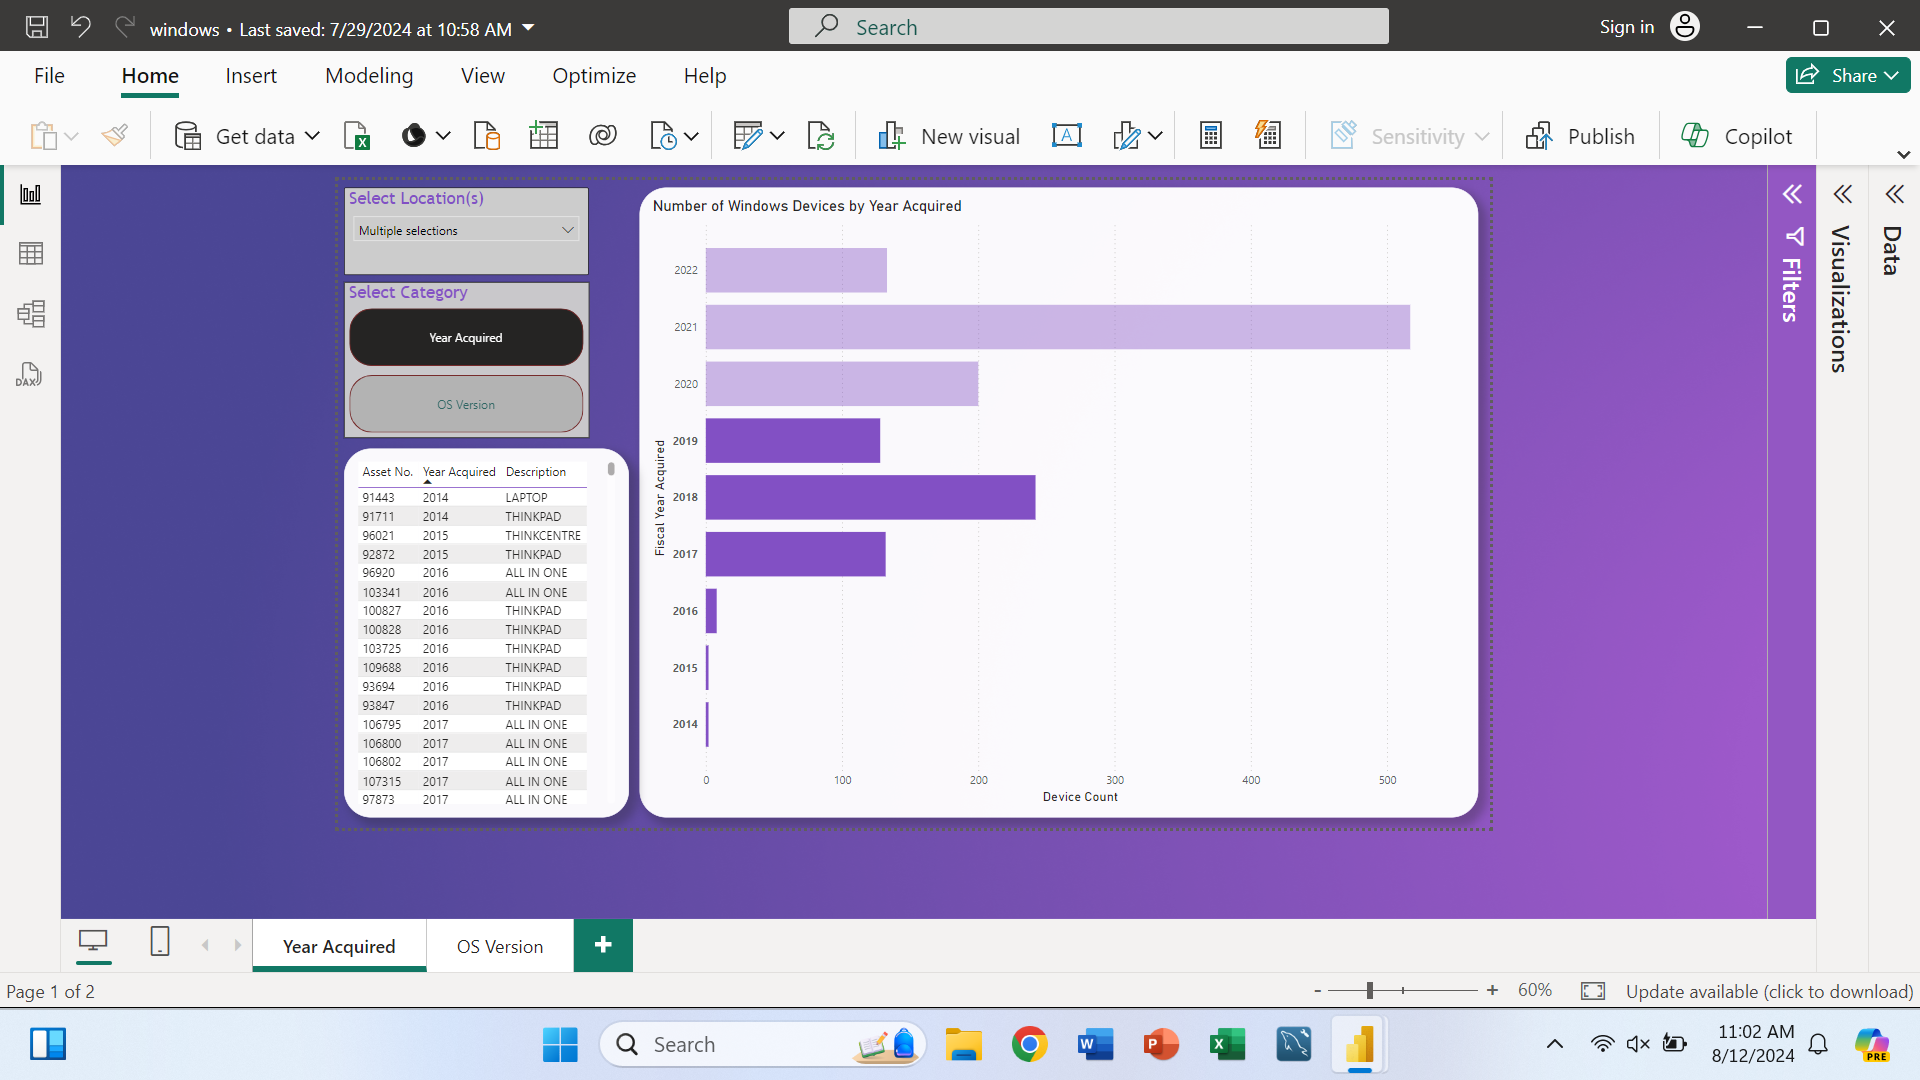 windows • Last saved: 7/29/2024 at 10:58 AM
Search
Sign in
File Home Insert Modeling View Optimize Help
Share
Get data
New visual
Sensitivity
Publish
Copilot
Select Location(s)
Multiple selections
Select Category
Year Acquired
OS Version
Asset No. Year Acquired Description
91443 2014 LAPTOP
91711 2014 THINKPAD
96021 2015 THINKCENTRE
92872 2015 THINKPAD
96920 2016 ALL IN ONE
103341 2016 ALL IN ONE
100827 2016 THINKPAD
100828 2016 THINKPAD
103725 2016 THINKPAD
109688 2016 THINKPAD
93694 2016 THINKPAD
93847 2016 THINKPAD
106795 2017 ALL IN ONE
106800 2017 ALL IN ONE
106802 2017 ALL IN ONE
107315 2017 ALL IN ONE
97873 2017 ALL IN ONE
Number of Windows Devices by Year Acquired
Fiscal Year Acquired
2022
2021
2020
2019
2018
2017
2016
2015
2014
0 100 200 300 400 500
Device Count
Filters
Visualizations
Data
DAX
Year Acquired
OS Version
+
Page 1 of 2
- + 60%
Update available (click to download)
Search
W
P
X
11:02 AM
8/12/2024
PRE